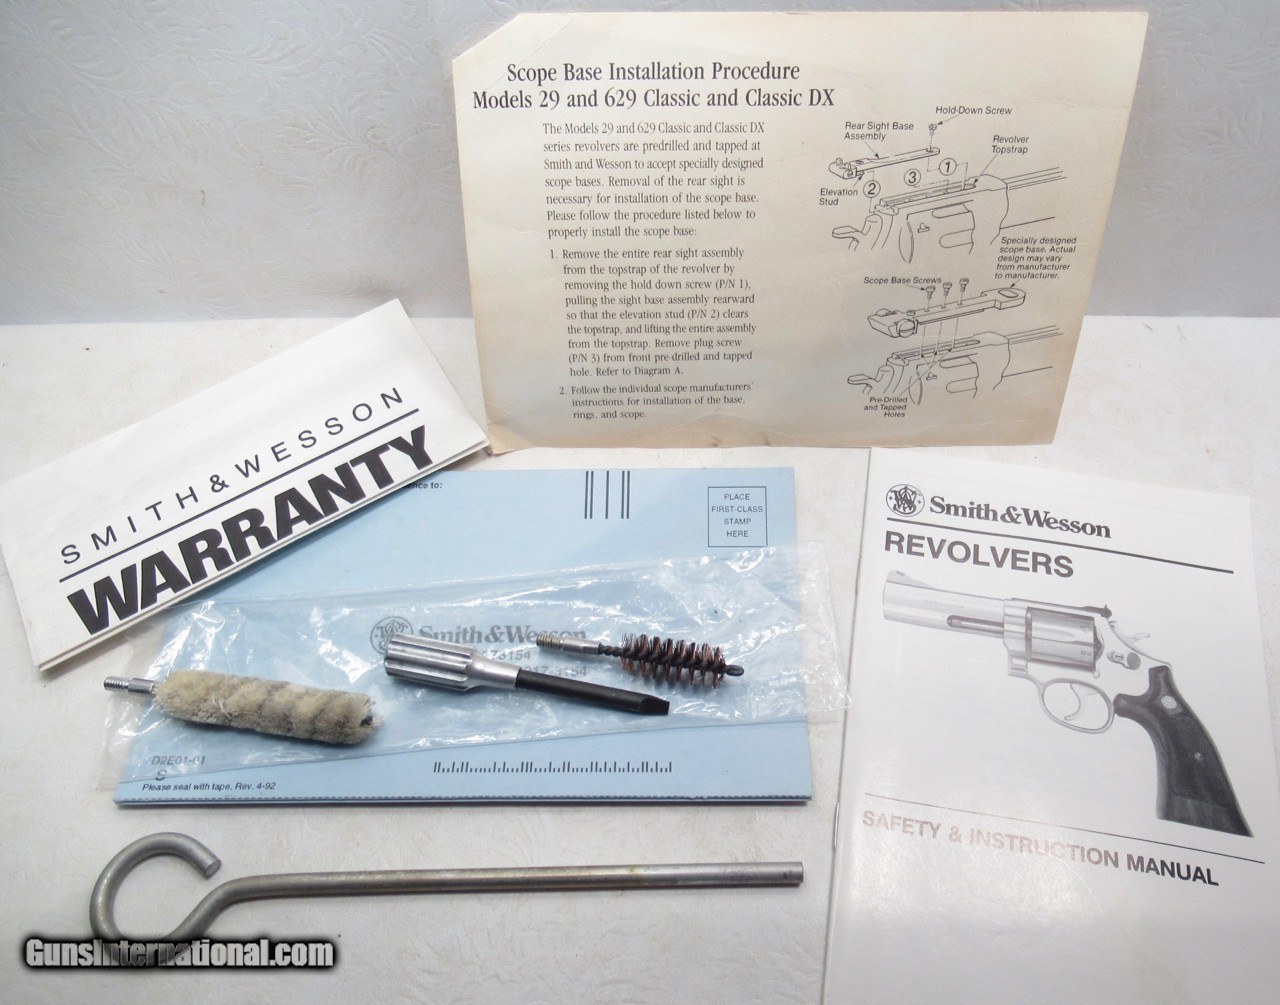 Scope Base Installation Procedure
Models 29 and 629 Classic and Classic DX
The Models 29 and 629 Classic and Classic DX
series revolvers are predrilled and tapped at
Smith and Wesson to accept specially designed
scope bases. Removal of the rear sight is
necessary for installation of the scope base.
Please follow the procedure listed below to
properly install the scope base:
1. Remove the entire rear sight assembly
from the topstrap of the revolver by
removing the hold down screw (P/N 1),
pulling the sight base assembly rearward
so that the elevation stud (P/N 2) clears
the topstrap, and lifting the entire assembly
from the topstrap. Remove plug screw
(P/N 3) from front pre-drilled and tapped
hole. Refer to Diagram A.
2. Follow the individual scope manufacturers'
instructions for installation of the base,
rings, and scope.
Hold-Down Screw
Rear Sight Base
Assembly
Revolver
Topstrap
1
3
2
Elevation
Stud
Specially designed
scope base. Actual
design may vary
from manufacturer
to manufacturer.
Scope Base Screws
Pre-Drilled
and Tapped
Holes
SMITH & WESSON
WARRANTY
ence to:
PLACE
FIRST-CLASS
STAMP
HERE
Smith & Wesson
D2E01-01
S
Please seal with tape. Rev. 4-92
Smith & Wesson
REVOLVERS
SAFETY & INSTRUCTION MANUAL
GunsInternational.com